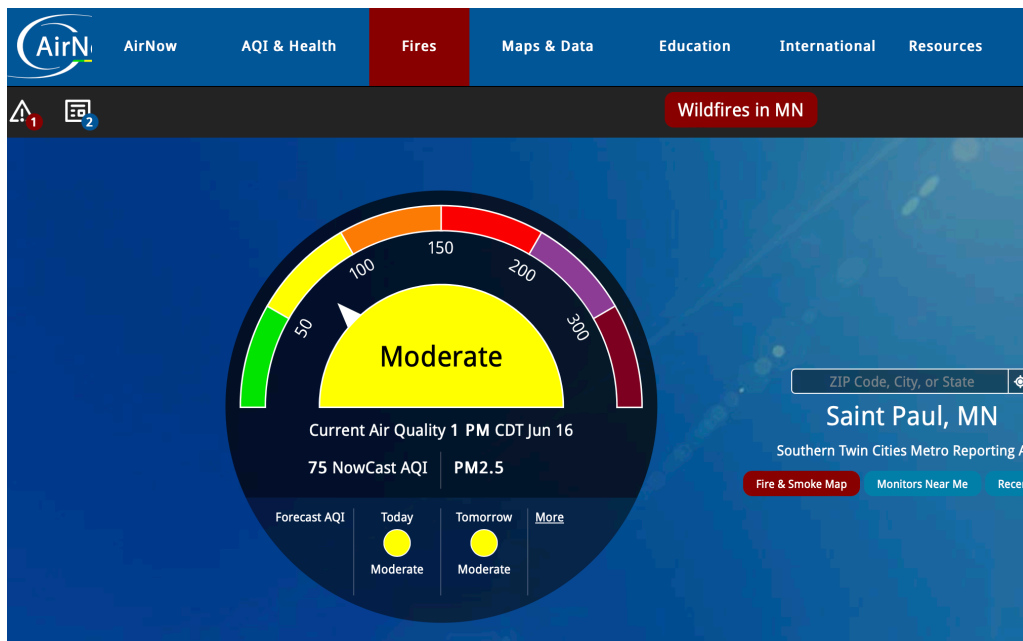 AirN
AirNow
AQI & Health
Fires
Maps & Data
Education
International
Resources
1
2
Wildfires in MN
50
100
150
200
300
Moderate
Current Air Quality 1 PM CDT Jun 16
75 NowCast AQI
PM2.5
Forecast AQI
Today
Moderate
Tomorrow
Moderate
More
ZIP Code, City, or State
Saint Paul, MN
Southern Twin Cities Metro Reporting A
Fire & Smoke Map
Monitors Near Me
Recen